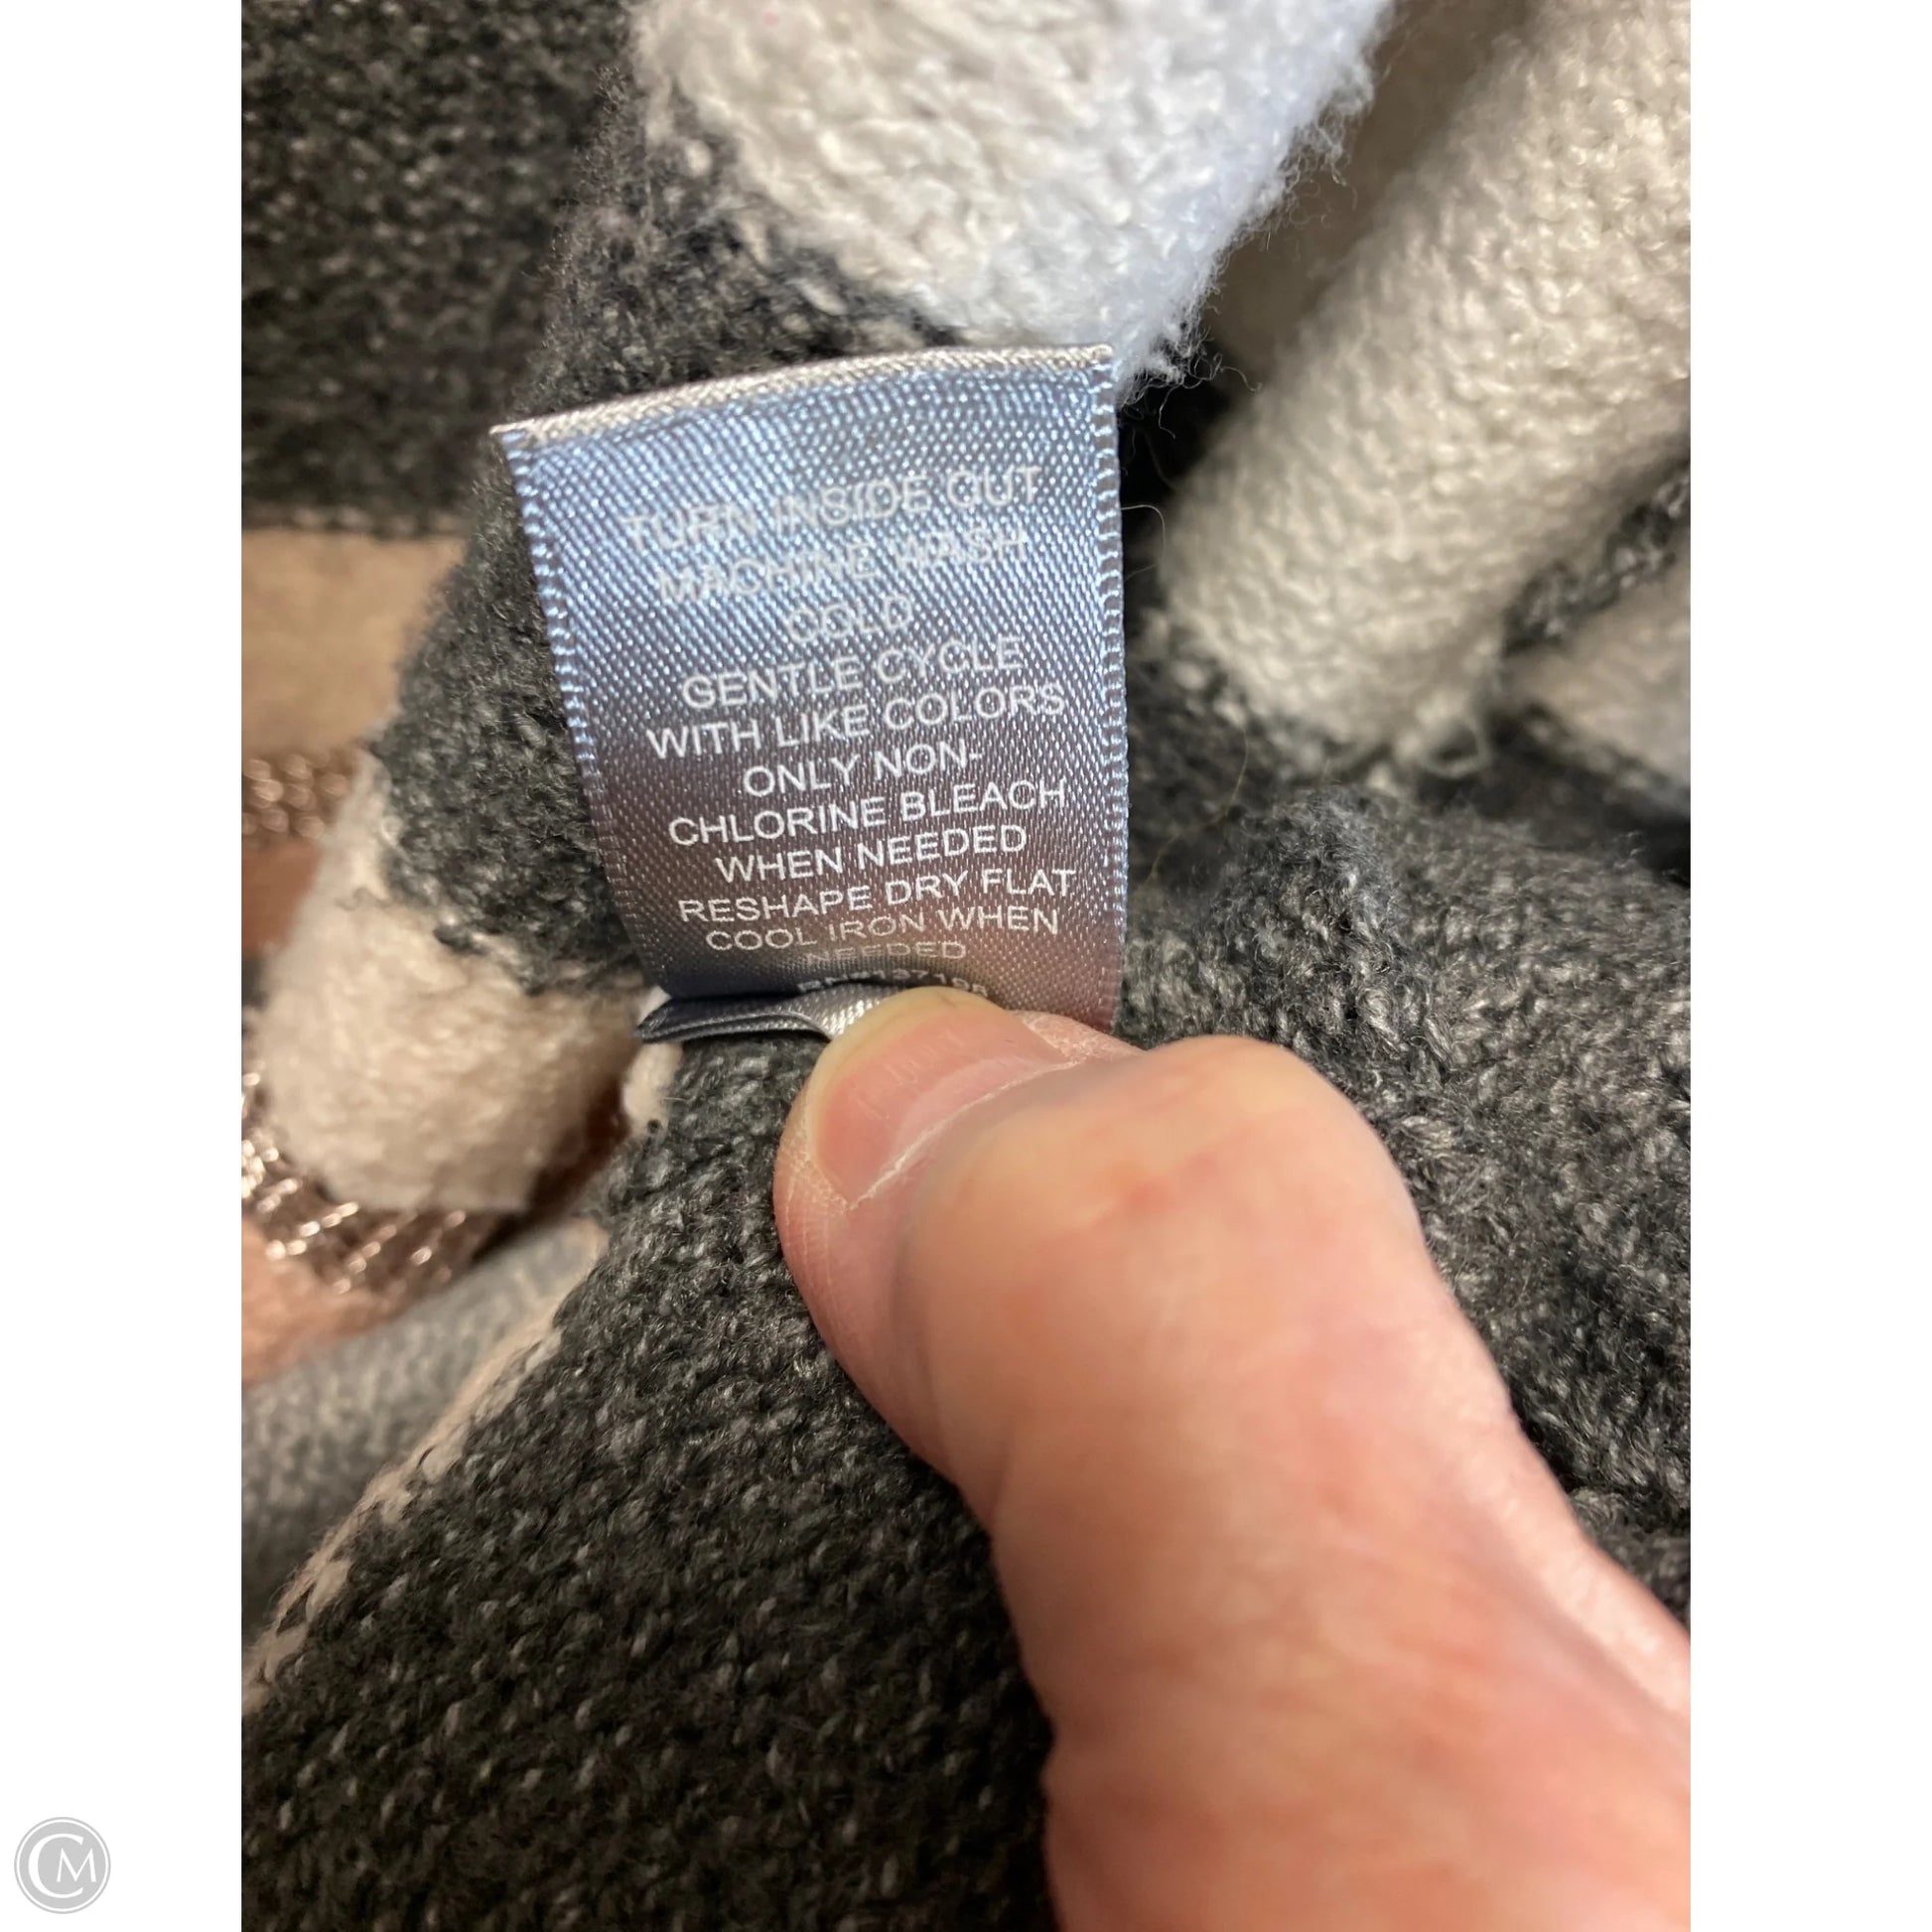 TURN INSIDE OUT
MACHINE WASH
COLD
GENTLE CYCLE
WITH LIKE COLORS
ONLY NON-
CHLORINE BLEACH
WHEN NEEDED
RESHAPE DRY FLAT
COOL IRON WHEN
NEEDED
CM